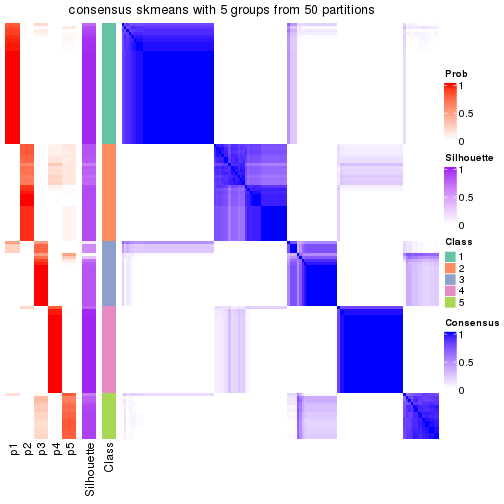 consensus skmeans with 5 groups from 50 partitions
Prob
1
0.5
0
Silhouette
1
0.5
0
Class
1
2
3
4
5
Consensus
1
0.5
0
p1
p2
p3
p4
p5
Silhouette
Class